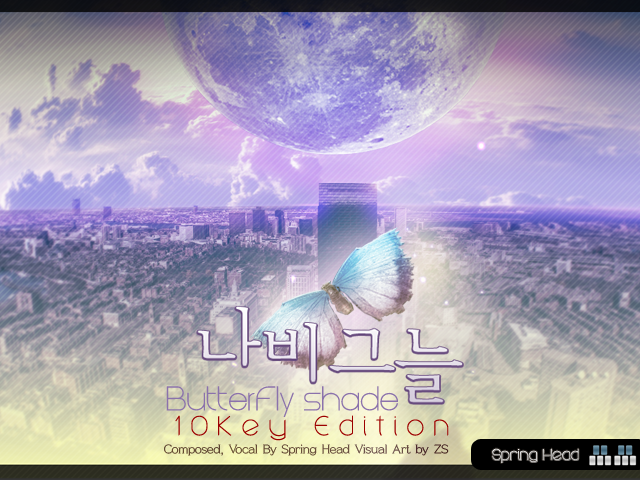 나비그늘
Butterfly shade
10Key Edition
Composed, Vocal By Spring Head Visual Art by ZS
Spring Head